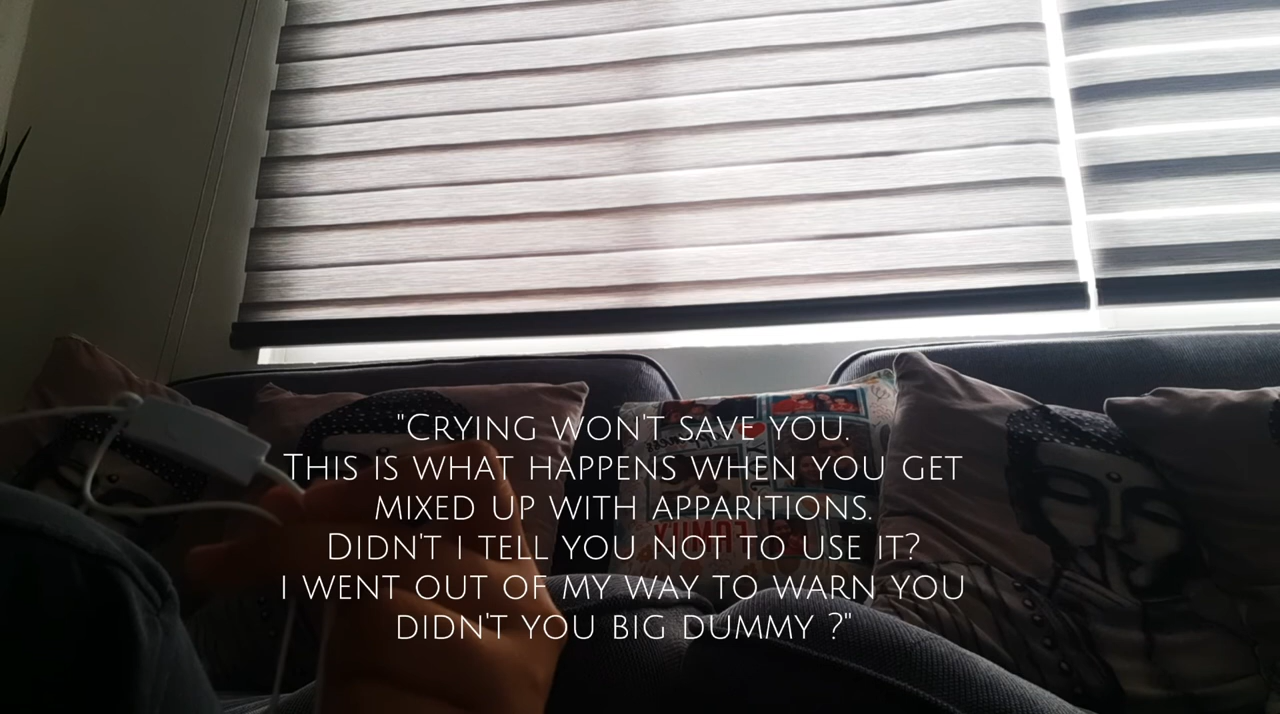 "Crying won't save you.
This is what happens when you get
mixed up with apparitions.
Didn't I tell you not to use it?
I went out of my way to warn you
didn't you big dummy ?"
FAMILY